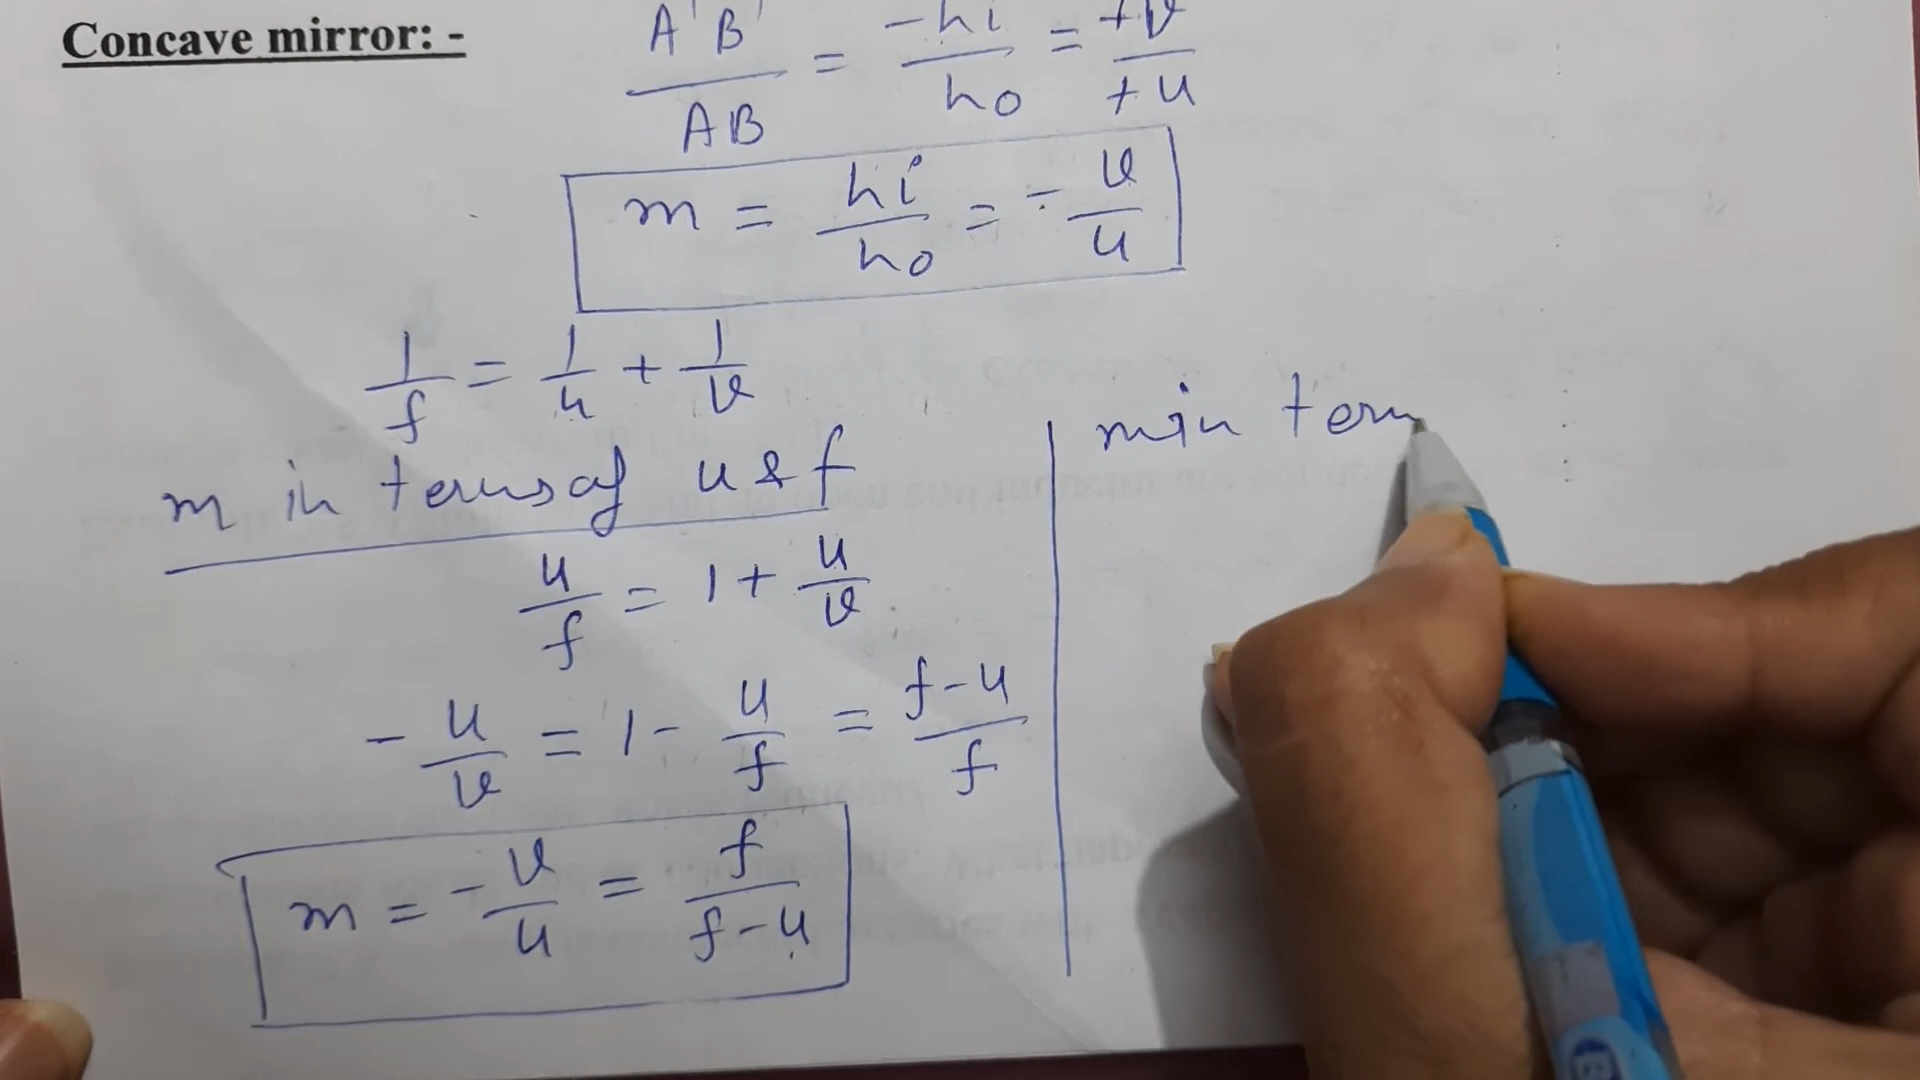 Concave mirror: -
A'B'/AB = -hi/ho = +v/+u
m = hi/ho = - v/u
1/f = 1/u + 1/v
m in terms of u & f
m in term
u/f = 1 + u/v
- u/v = 1 - u/f = f-u/f
m = - v/u = f/f-u